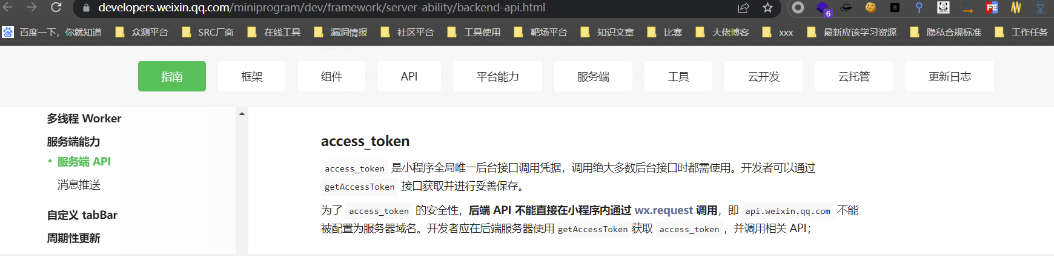 developers.weixin.qq.com/miniprogram/dev/framework/server-ability/backend-api.html
6
FE
百度一下，你就知道 众测平台 SRC厂商 在线工具 漏洞情报 社区平台 工具使用 靶场平台 知识文章 比赛 大佬博客 xxx 最新应该学习资源 隐私合规标准 工作任务
指南 框架 组件 API 平台能力 服务端 工具 云开发 云托管 更新日志
多线程 Worker
服务端能力
服务端 API
消息推送
自定义 tabBar
周期性更新
access_token
access_token 是小程序全局唯一后台接口调用凭据，调用绝大多数后台接口时都需使用。开发者可以通过
getAccessToken 接口获取并进行妥善保存。
为了 access_token 的安全性，后端 API 不能直接在小程序内通过 wx.request 调用，即 api.weixin.qq.com 不能
被配置为服务器域名。开发者应在后端服务器使用 getAccessToken 获取 access_token，并调用相关 API；